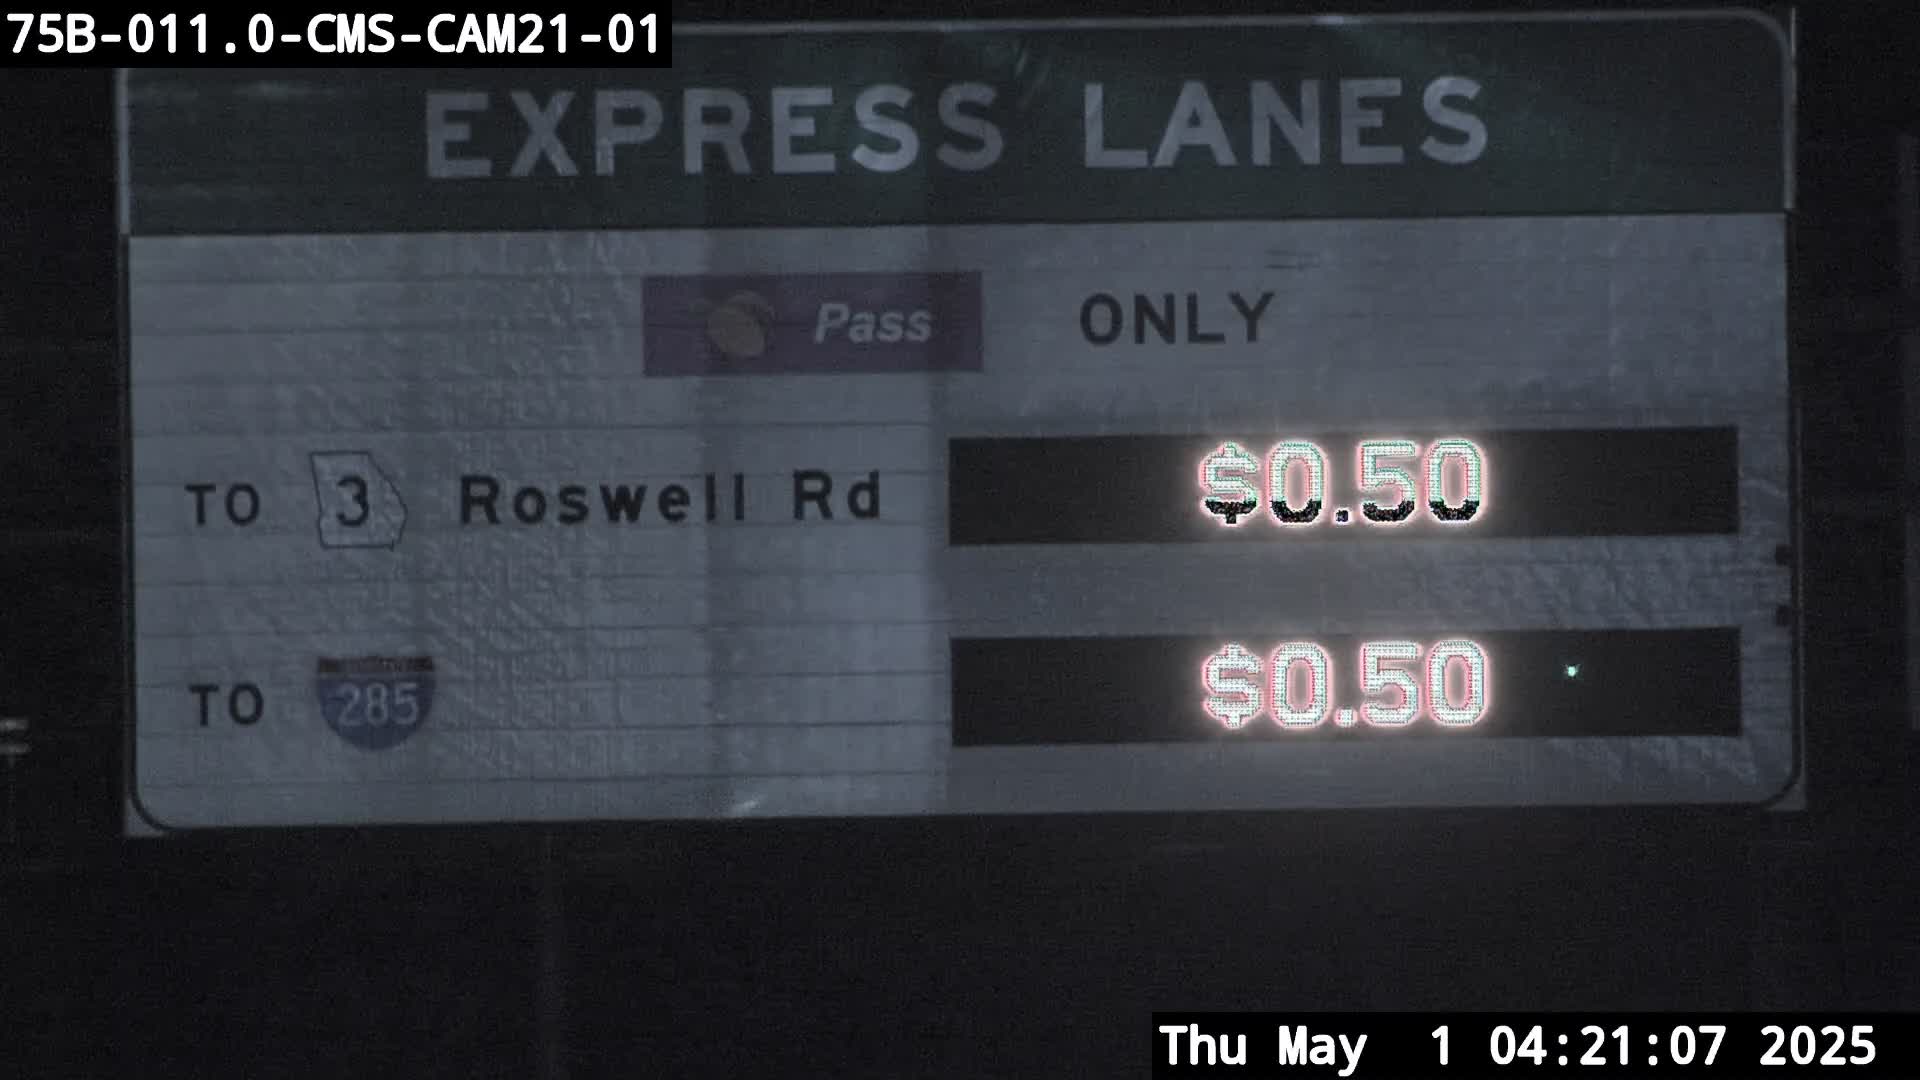 75B-011.0-CMS-CAM21-01
EXPRESS LANES
Pass ONLY
TO 3 Roswell Rd $0.50
TO 285 $0.50
Thu May 1 04:21:07 2025